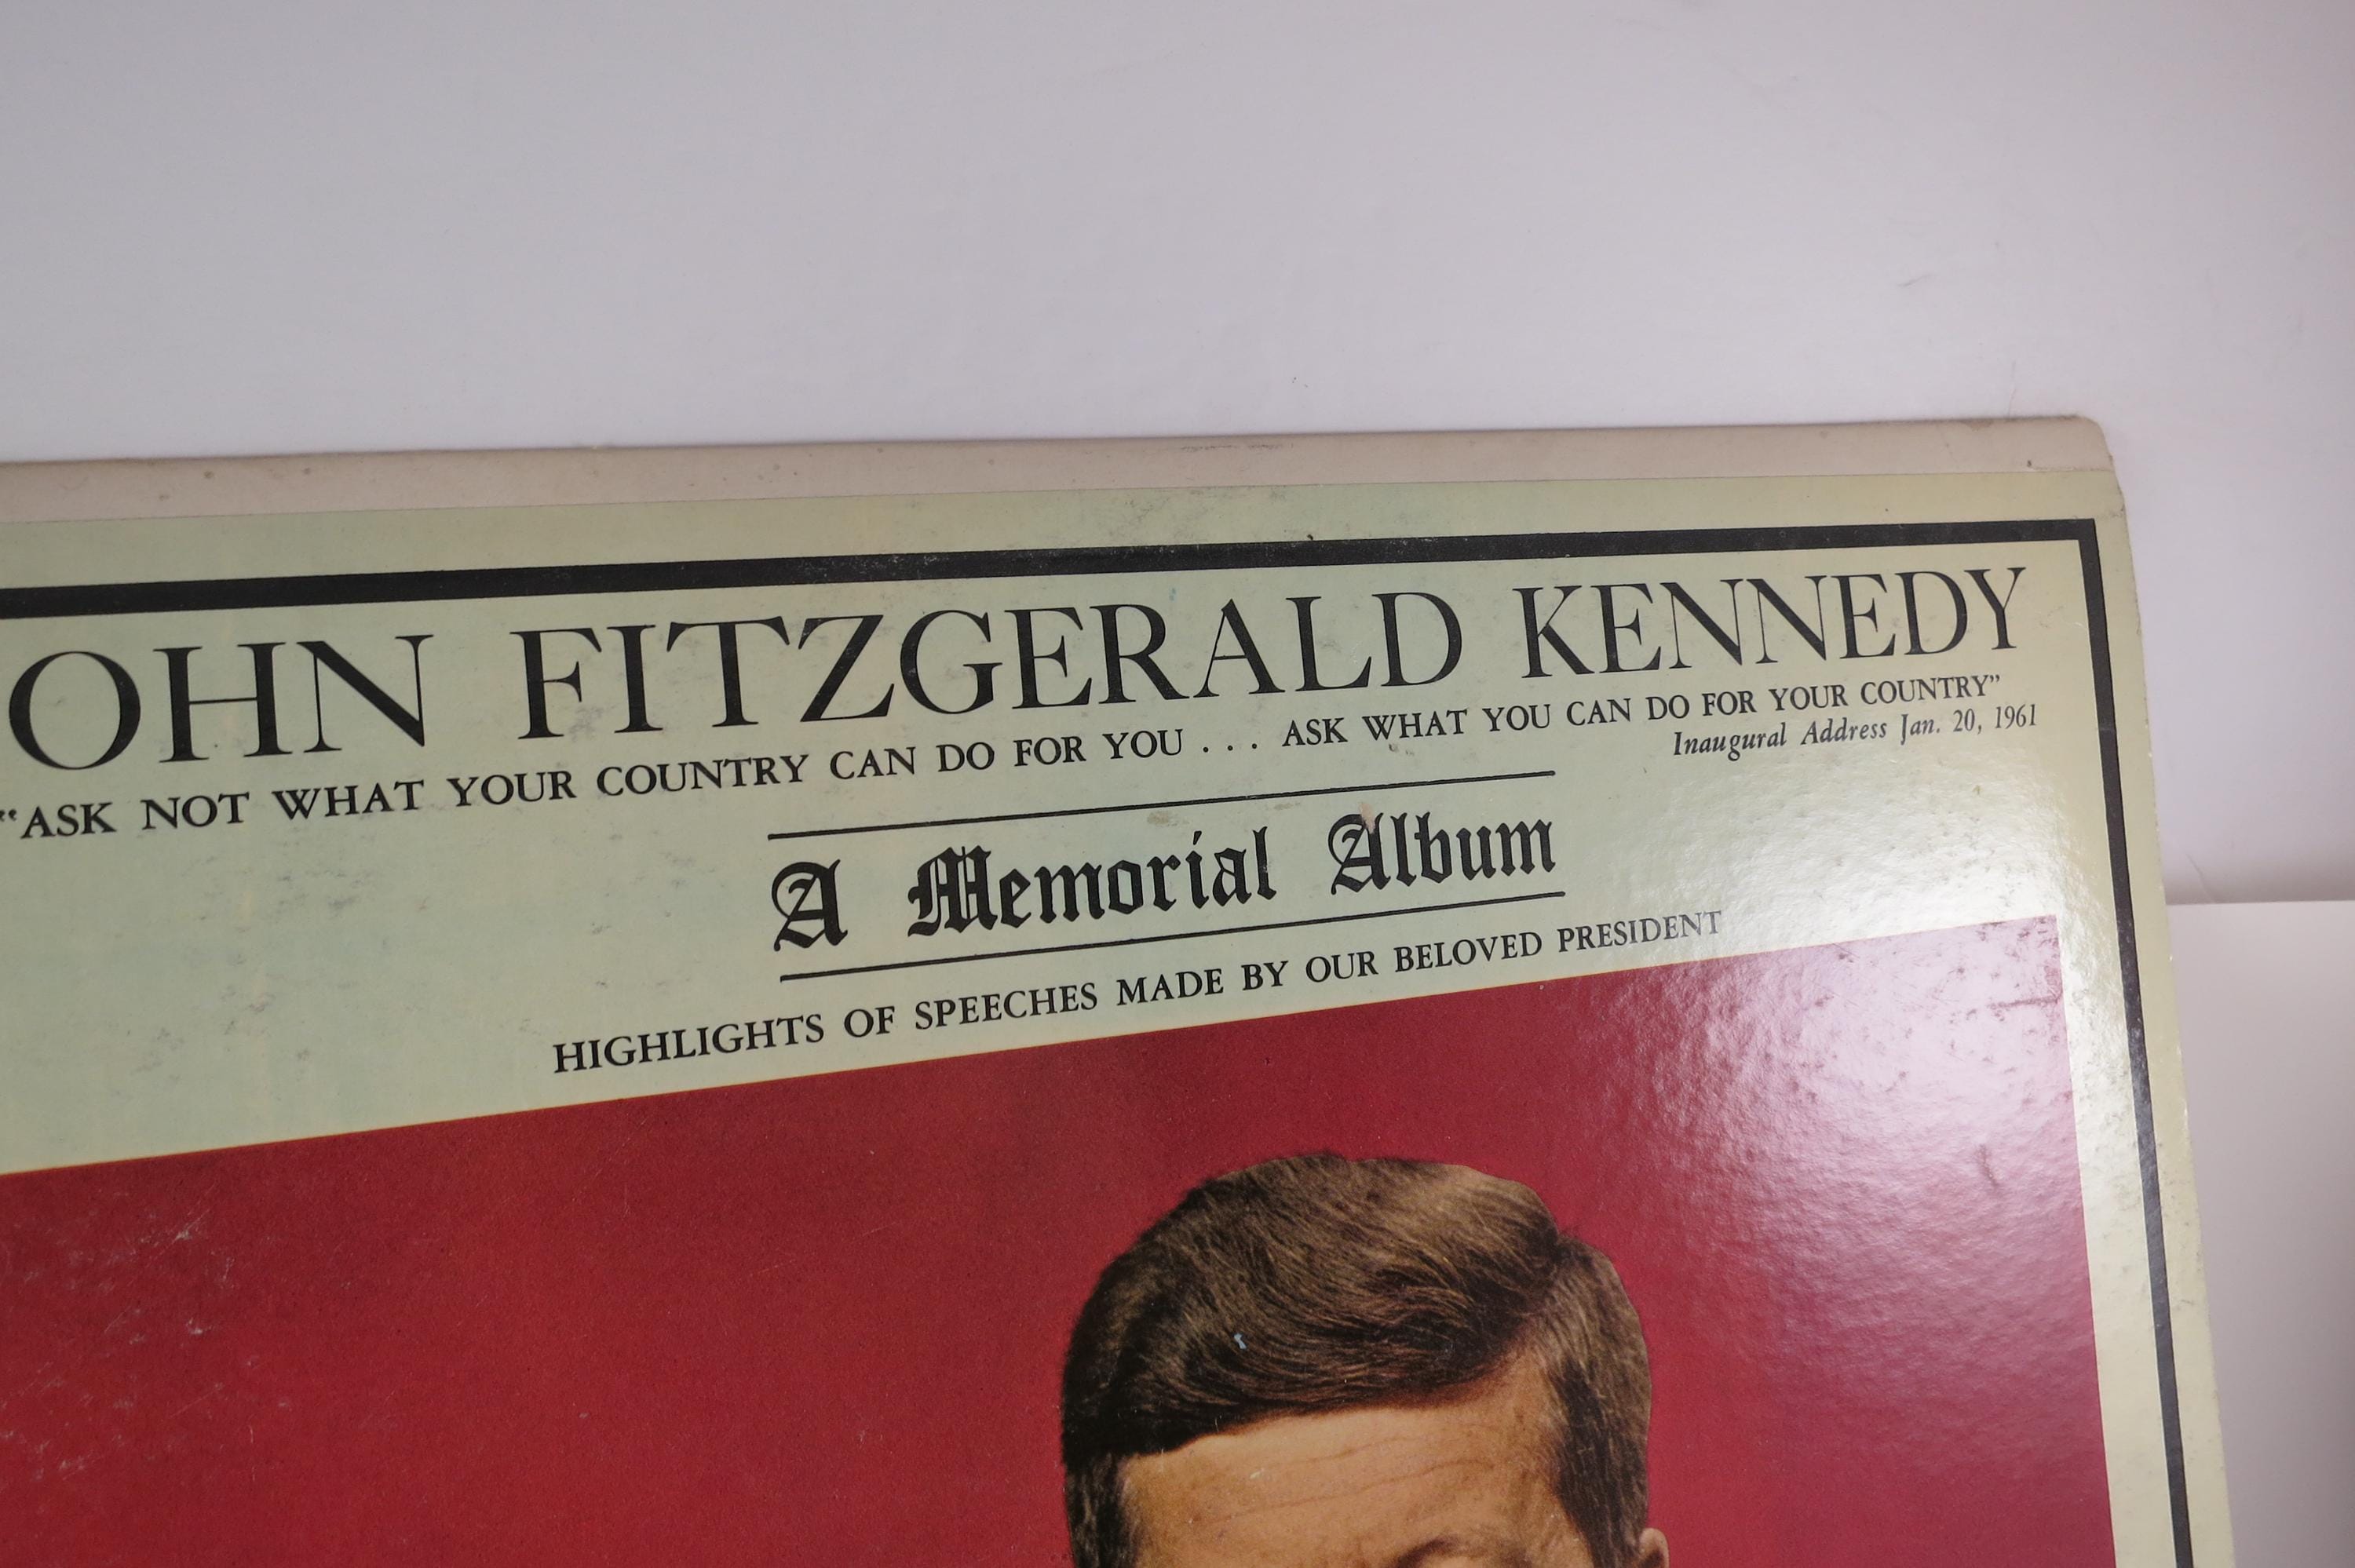 OHN FITZGERALD KENNEDY
"ASK NOT WHAT YOUR COUNTRY CAN DO FOR YOU . . . ASK WHAT YOU CAN DO FOR YOUR COUNTRY"
Inaugural Address Jan. 20, 1961
A Memorial Album
HIGHLIGHTS OF SPEECHES MADE BY OUR BELOVED PRESIDENT